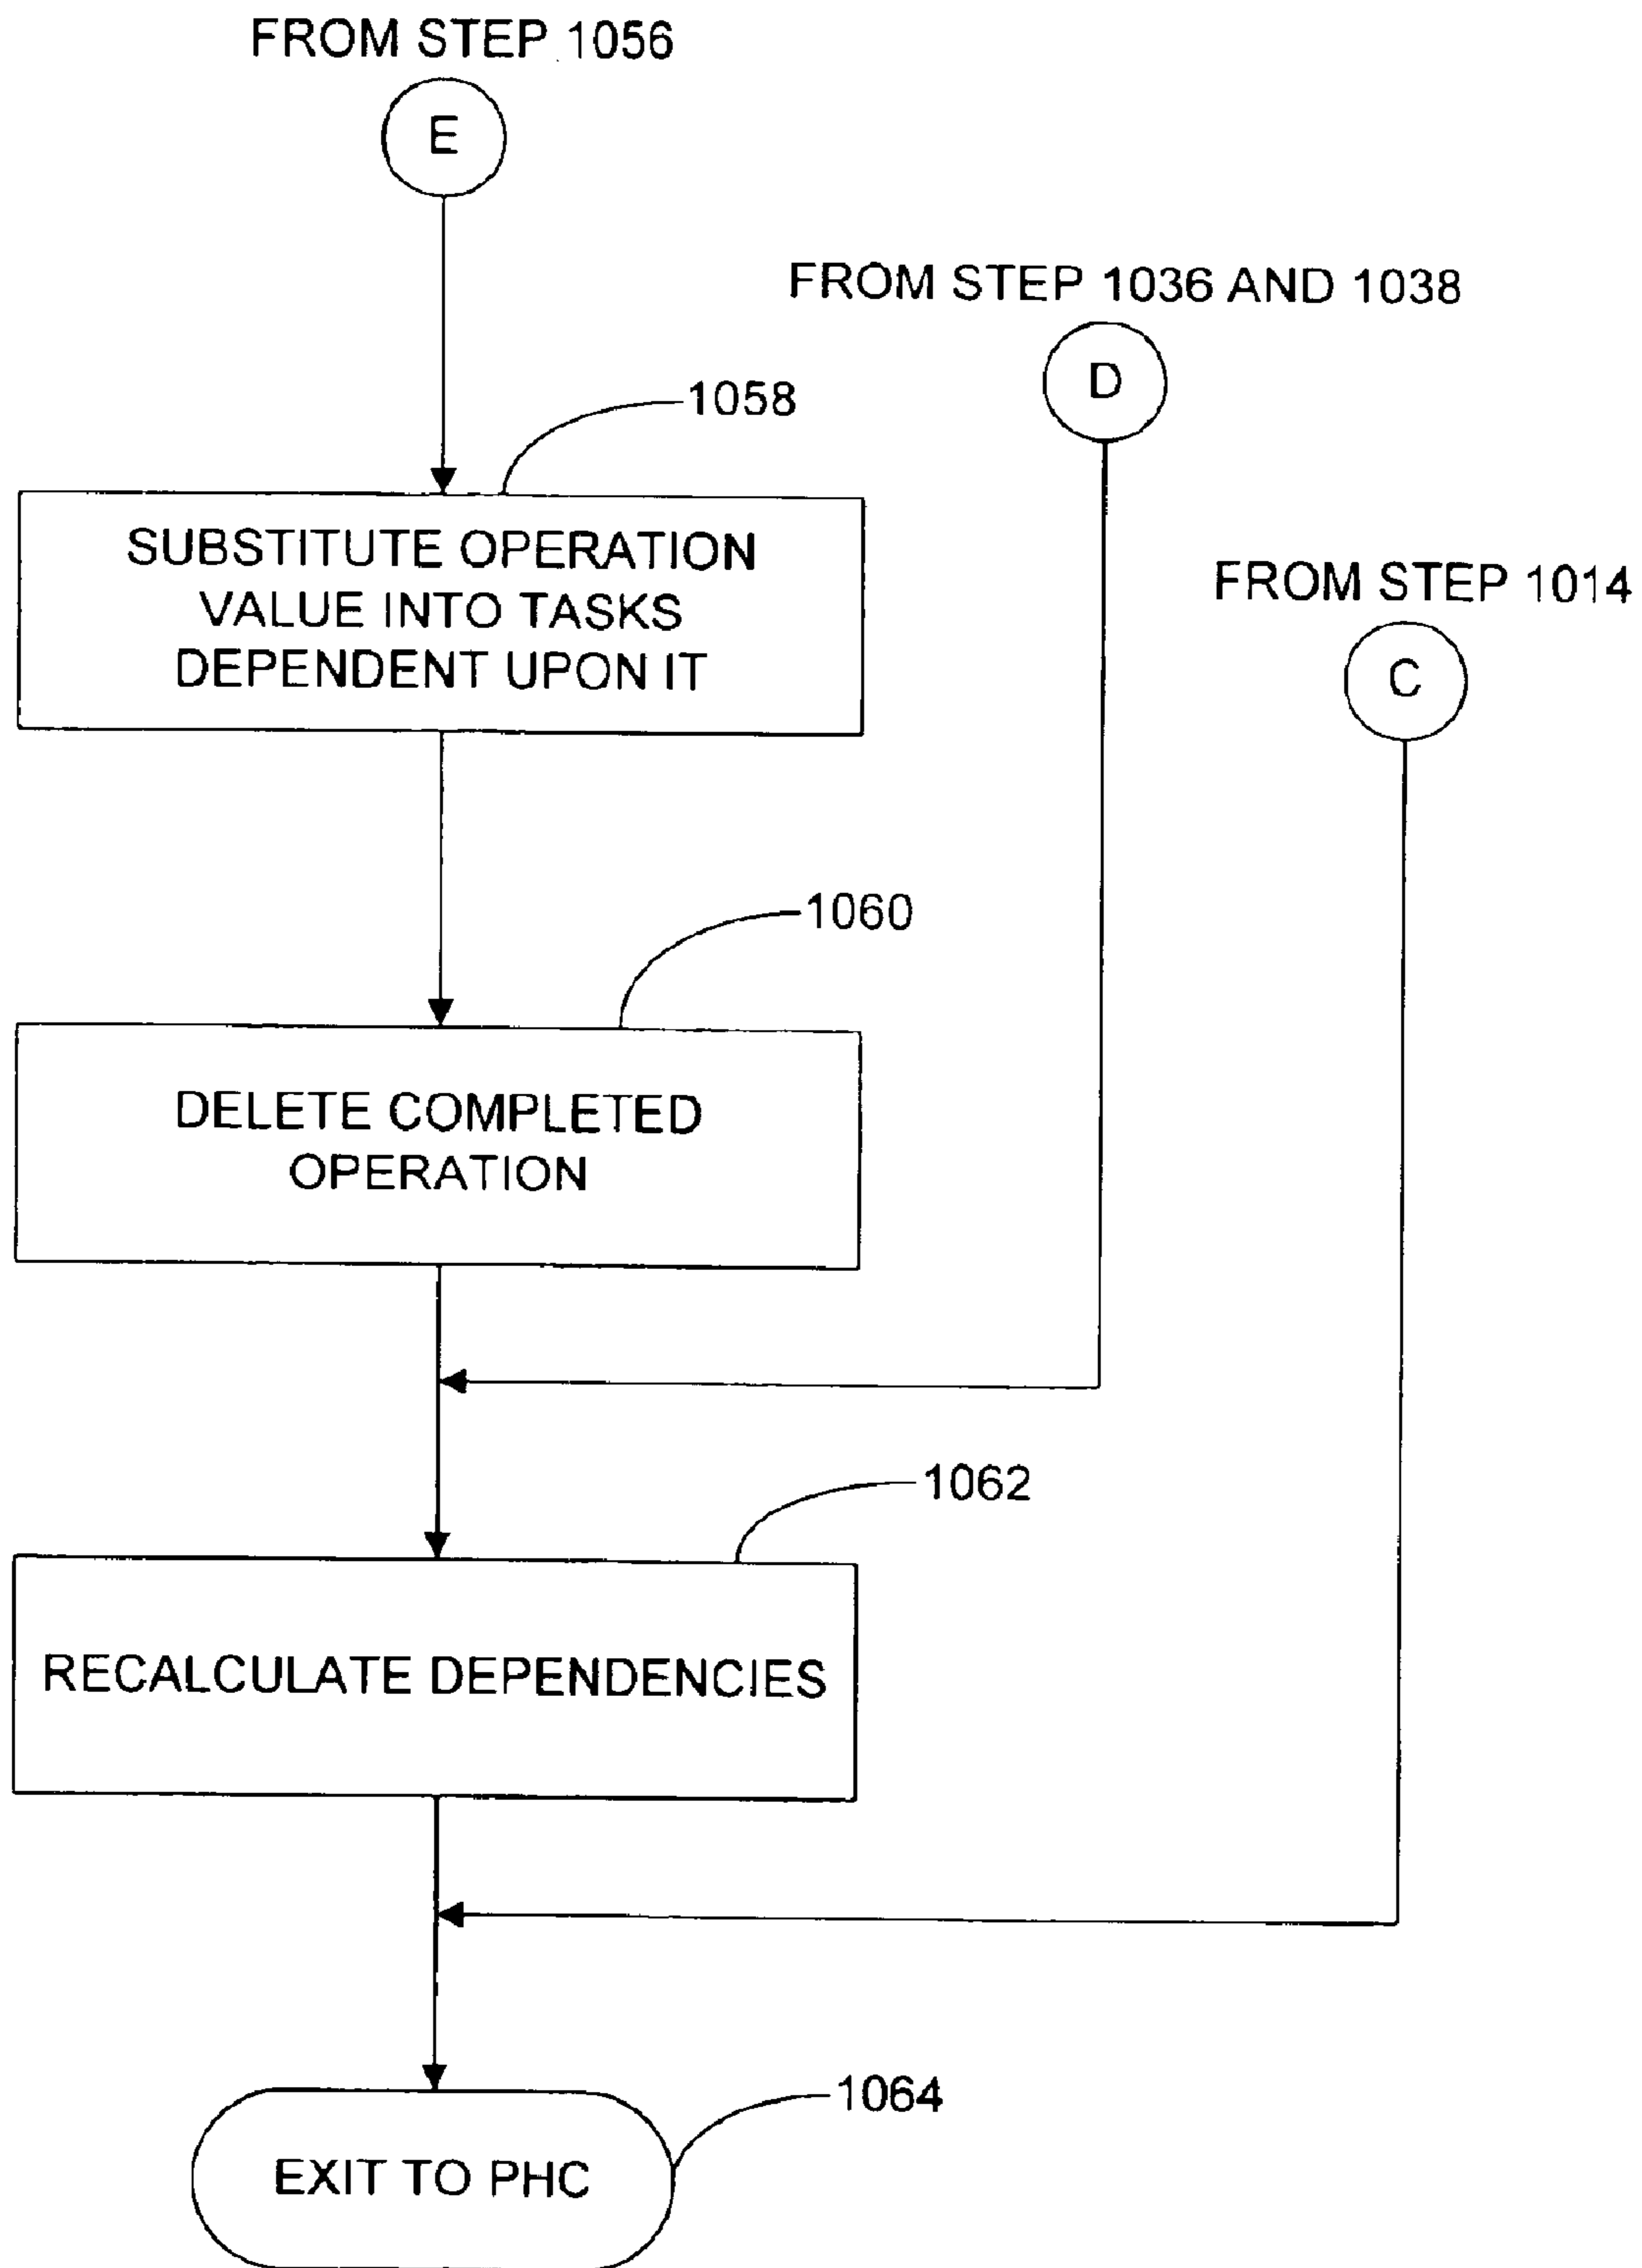 FROM STEP 1056
E
FROM STEP 1036 AND 1038
D
1058
SUBSTITUTE OPERATION
VALUE INTO TASKS
DEPENDENT UPON IT
FROM STEP 1014
C
1060
DELETE COMPLETED
OPERATION
1062
RECALCULATE DEPENDENCIES
1064
EXIT TO PHC